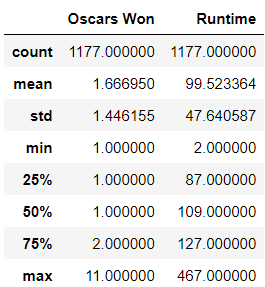 Oscars Won Runtime
count 1177.000000 1177.000000
mean 1.666950 99.523364
std 1.446155 47.640587
min 1.000000 2.000000
25% 1.000000 87.000000
50% 1.000000 109.000000
75% 2.000000 127.000000
max 11.000000 467.000000